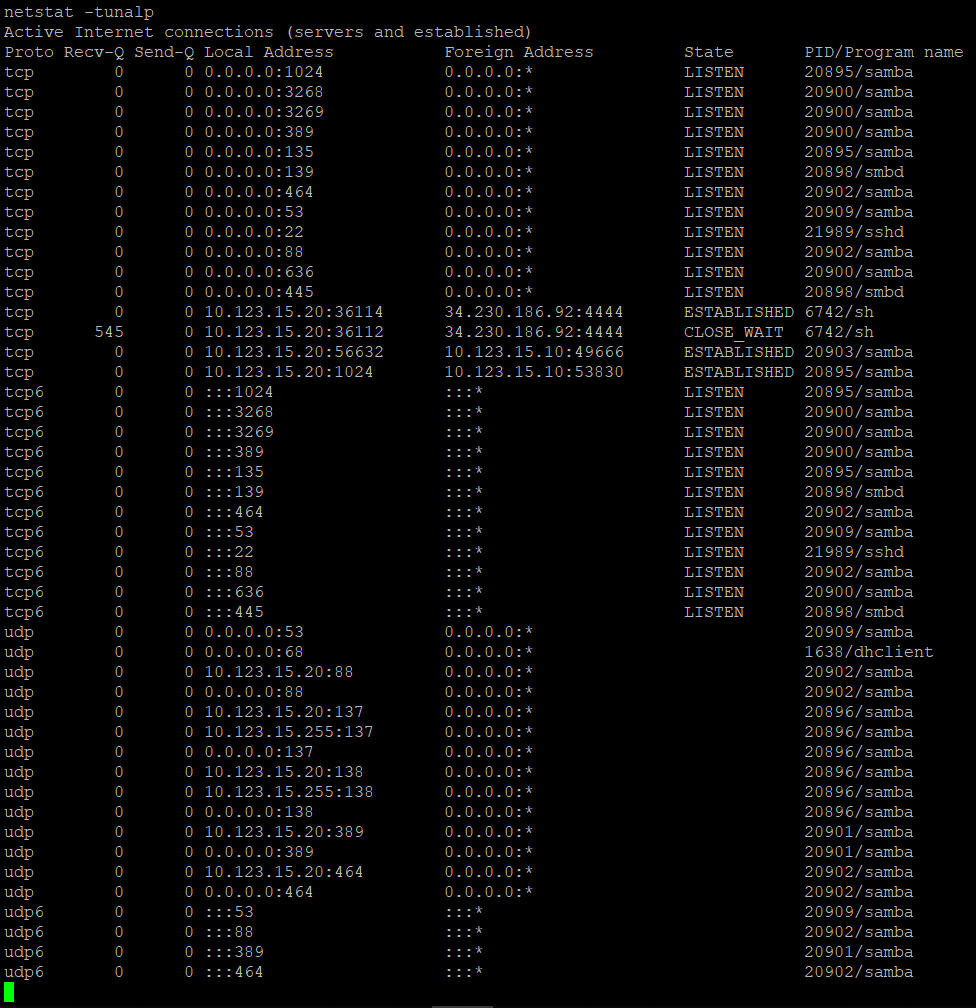 netstat -tunalp
Active Internet connections (servers and established)
Proto Recv-Q Send-Q Local Address           Foreign Address         State       PID/Program name
tcp        0      0 0.0.0.0:1024            0.0.0.0:*               LISTEN      20895/samba
tcp        0      0 0.0.0.0:3268            0.0.0.0:*               LISTEN      20900/samba
tcp        0      0 0.0.0.0:3269            0.0.0.0:*               LISTEN      20900/samba
tcp        0      0 0.0.0.0:389             0.0.0.0:*               LISTEN      20900/samba
tcp        0      0 0.0.0.0:135             0.0.0.0:*               LISTEN      20895/samba
tcp        0      0 0.0.0.0:139             0.0.0.0:*               LISTEN      20898/smbd
tcp        0      0 0.0.0.0:464             0.0.0.0:*               LISTEN      20902/samba
tcp        0      0 0.0.0.0:53              0.0.0.0:*               LISTEN      20909/samba
tcp        0      0 0.0.0.0:22              0.0.0.0:*               LISTEN      21989/sshd
tcp        0      0 0.0.0.0:88              0.0.0.0:*               LISTEN      20902/samba
tcp        0      0 0.0.0.0:636             0.0.0.0:*               LISTEN      20900/samba
tcp        0      0 0.0.0.0:445             0.0.0.0:*               LISTEN      20898/smbd
tcp        0      0 10.123.15.20:36114      34.230.186.92:4444      ESTABLISHED 6742/sh
tcp      545      0 10.123.15.20:36112      34.230.186.92:4444      CLOSE_WAIT  6742/sh
tcp        0      0 10.123.15.20:56632      10.123.15.10:49666      ESTABLISHED 20903/samba
tcp        0      0 10.123.15.20:1024       10.123.15.10:53830      ESTABLISHED 20895/samba
tcp6       0      0 :::1024                 :::*                    LISTEN      20895/samba
tcp6       0      0 :::3268                 :::*                    LISTEN      20900/samba
tcp6       0      0 :::3269                 :::*                    LISTEN      20900/samba
tcp6       0      0 :::389                  :::*                    LISTEN      20900/samba
tcp6       0      0 :::135                  :::*                    LISTEN      20895/samba
tcp6       0      0 :::139                  :::*                    LISTEN      20898/smbd
tcp6       0      0 :::464                  :::*                    LISTEN      20902/samba
tcp6       0      0 :::53                   :::*                    LISTEN      20909/samba
tcp6       0      0 :::22                   :::*                    LISTEN      21989/sshd
tcp6       0      0 :::88                   :::*                    LISTEN      20902/samba
tcp6       0      0 :::636                  :::*                    LISTEN      20900/samba
tcp6       0      0 :::445                  :::*                    LISTEN      20898/smbd
udp        0      0 0.0.0.0:53              0.0.0.0:*                           20909/samba
udp        0      0 0.0.0.0:68              0.0.0.0:*                           1638/dhclient
udp        0      0 10.123.15.20:88         0.0.0.0:*                           20902/samba
udp        0      0 0.0.0.0:88              0.0.0.0:*                           20902/samba
udp        0      0 10.123.15.20:137        0.0.0.0:*                           20896/samba
udp        0      0 10.123.15.255:137       0.0.0.0:*                           20896/samba
udp        0      0 0.0.0.0:137             0.0.0.0:*                           20896/samba
udp        0      0 10.123.15.20:138        0.0.0.0:*                           20896/samba
udp        0      0 10.123.15.255:138       0.0.0.0:*                           20896/samba
udp        0      0 0.0.0.0:138             0.0.0.0:*                           20896/samba
udp        0      0 10.123.15.20:389        0.0.0.0:*                           20901/samba
udp        0      0 0.0.0.0:389             0.0.0.0:*                           20901/samba
udp        0      0 10.123.15.20:464        0.0.0.0:*                           20902/samba
udp        0      0 0.0.0.0:464             0.0.0.0:*                           20902/samba
udp6       0      0 :::53                   :::*                                20909/samba
udp6       0      0 :::88                   :::*                                20902/samba
udp6       0      0 :::389                  :::*                                20901/samba
udp6       0      0 :::464                  :::*                                20902/samba